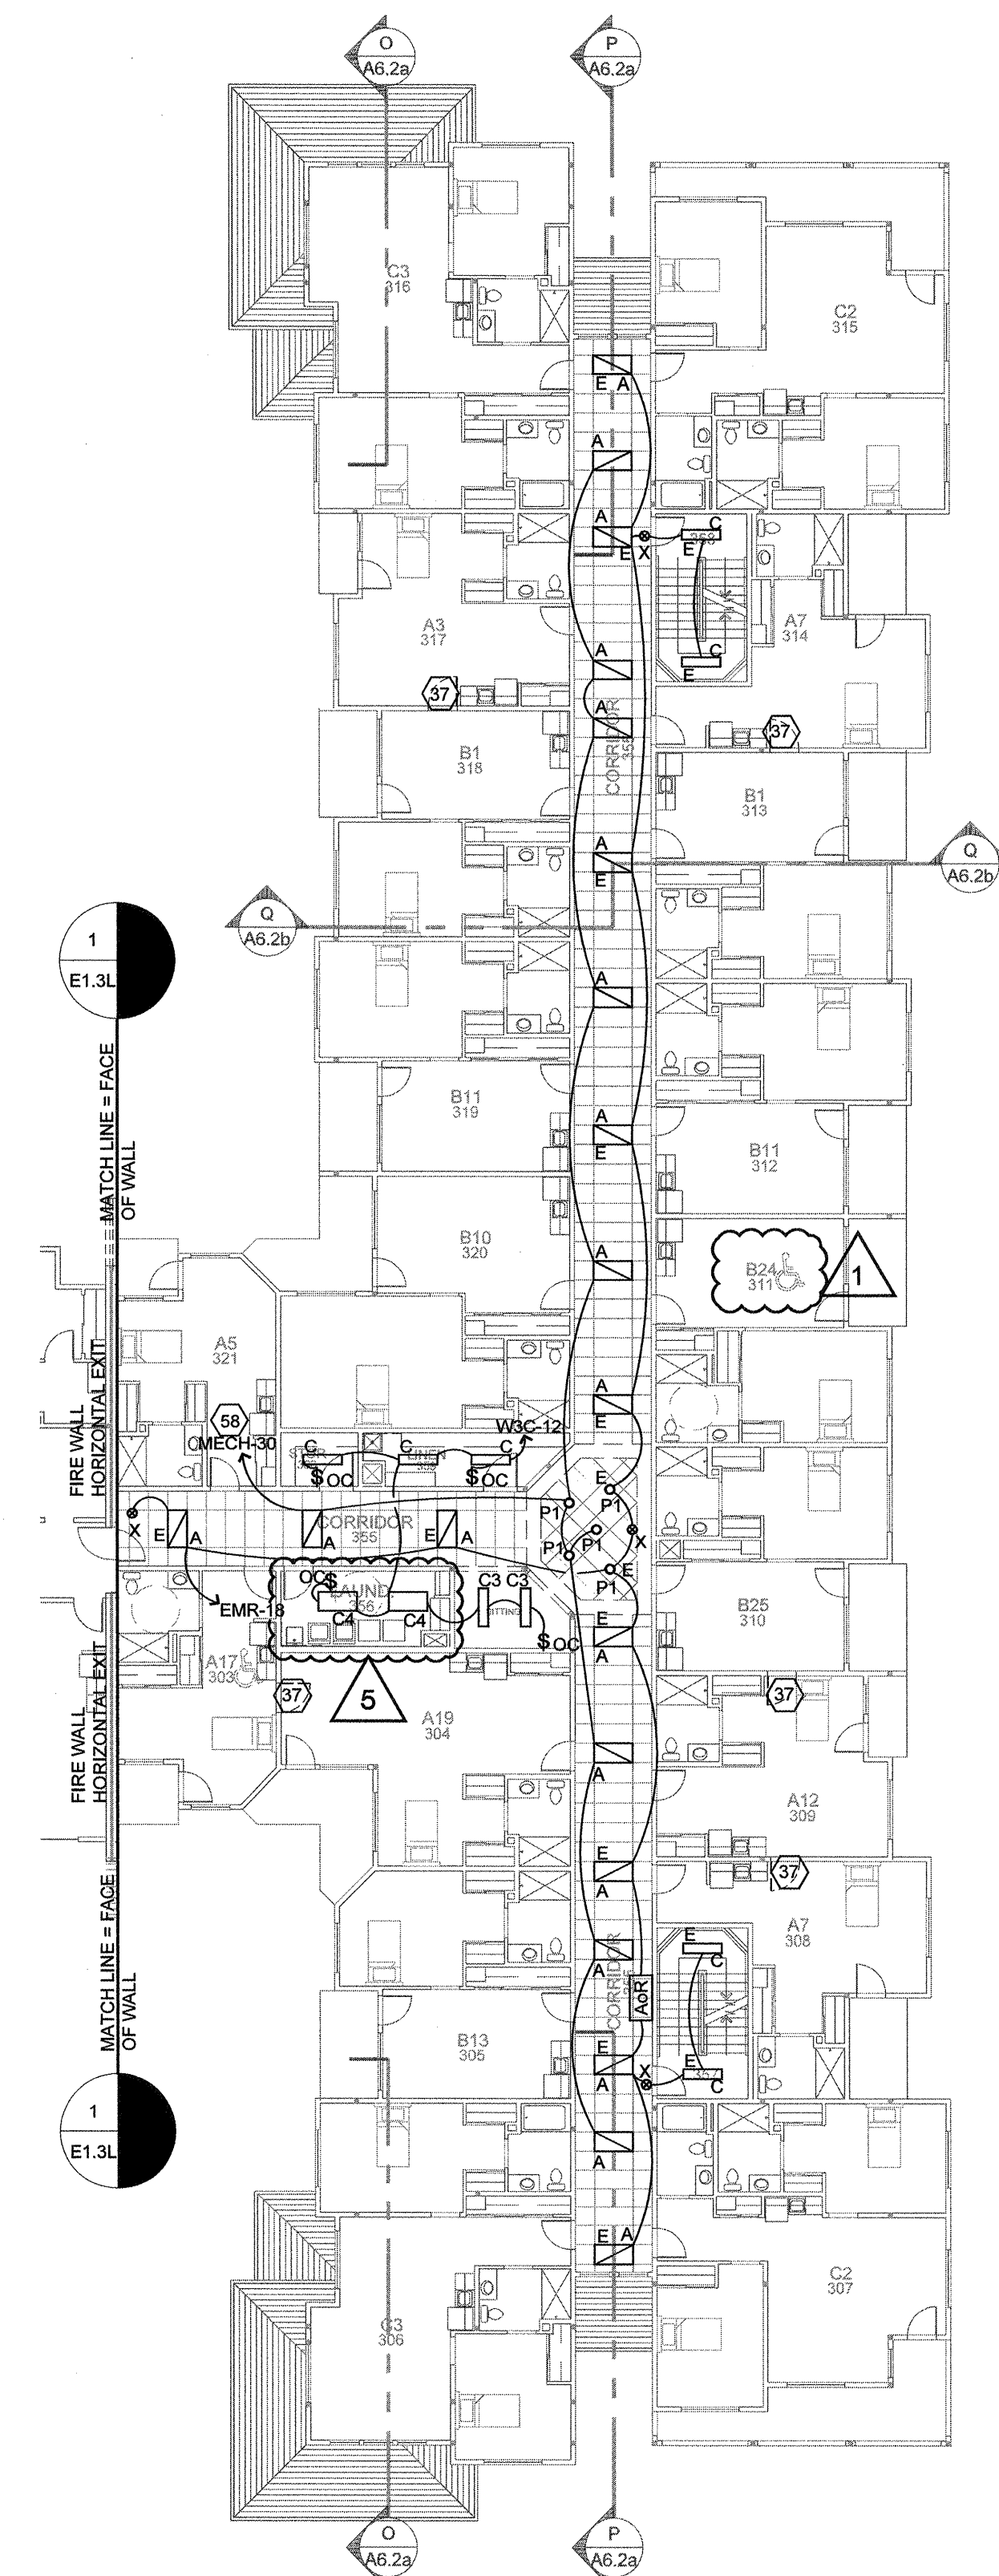 O
A6.2a
P
A6.2a
C3
316
C2
315
E A
A
A
C
E
X
E
A3
317
A7
314
A
C
E
37
A
37
CORRIDOR
B1
318
B1
313
A
E
Q
A6.2b
Q
A6.2b
1
E1.3L
A
MATCH LINE = FACE
OF WALL
B11
319
A
E
B11
312
B10
320
A
B24
311
1
A5
321
FIRE WALL
HORIZONTAL EXIT
A
E
58
MECH-30
W3C-12
C
C
C
LINEN
$ OC
$ OC
E
P1
P1
X
E
A
CORRIDOR
355
A
E
A
P1
P1
X
P1
E
OC
$
LAUND.
356
C4
C4
C3
C3
SITTING
$ OC
EMR-18
E
A
B25
310
FIRE WALL
HORIZONTAL EXIT
A17
303
37
5
A19
304
37
A
A12
309
E
A
37
A7
308
MATCH LINE = FACE
OF WALL
A
CORRIDOR
AoR
E
C
B13
305
E
A
X
E
357
C
1
E1.3L
A
E A
C2
307
C3
306
O
A6.2a
P
A6.2a